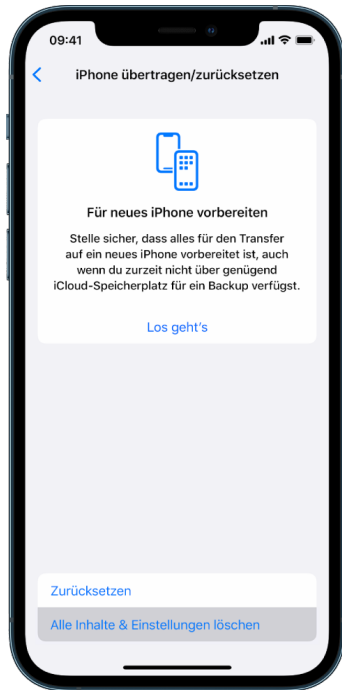 09:41
iPhone übertragen/zurücksetzen
Für neues iPhone vorbereiten
Stelle sicher, dass alles für den Transfer
auf ein neues iPhone vorbereitet ist, auch
wenn du zurzeit nicht über genügend
iCloud-Speicherplatz für ein Backup verfügst.
Los geht's
Zurücksetzen
Alle Inhalte & Einstellungen löschen